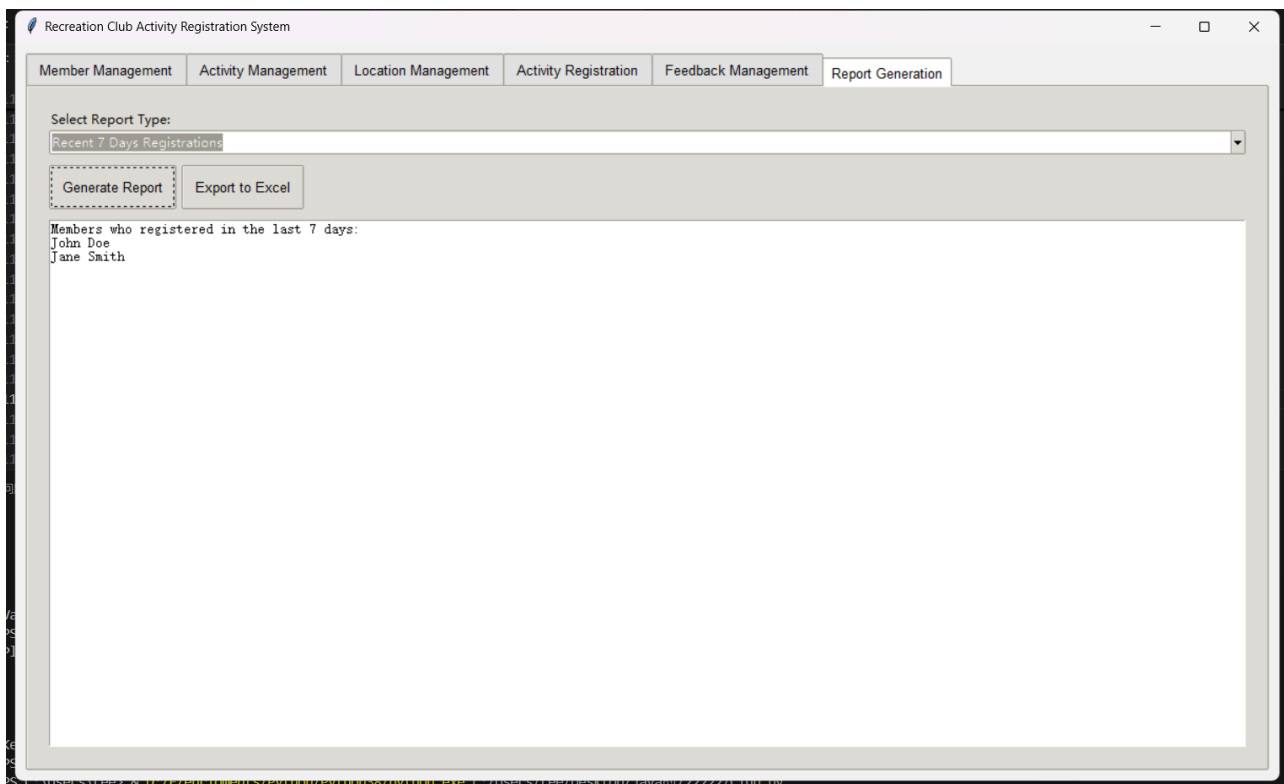 Recreation Club Activity Registration System
Member Management Activity Management Location Management Activity Registration Feedback Management Report Generation
Select Report Type:
Recent 7 Days Registrations
Generate Report Export to Excel
Members who registered in the last 7 days:
John Doe
Jane Smith